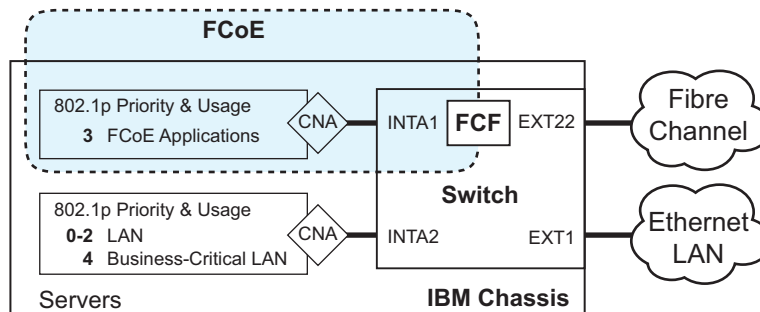 FCoE
802.1p Priority & Usage
3 FCoE Applications
CNA
INTA1
FCF
EXT22
Fibre
Channel
Switch
802.1p Priority & Usage
0-2 LAN
4 Business-Critical LAN
CNA
INTA2
EXT1
Ethernet
LAN
Servers
IBM Chassis